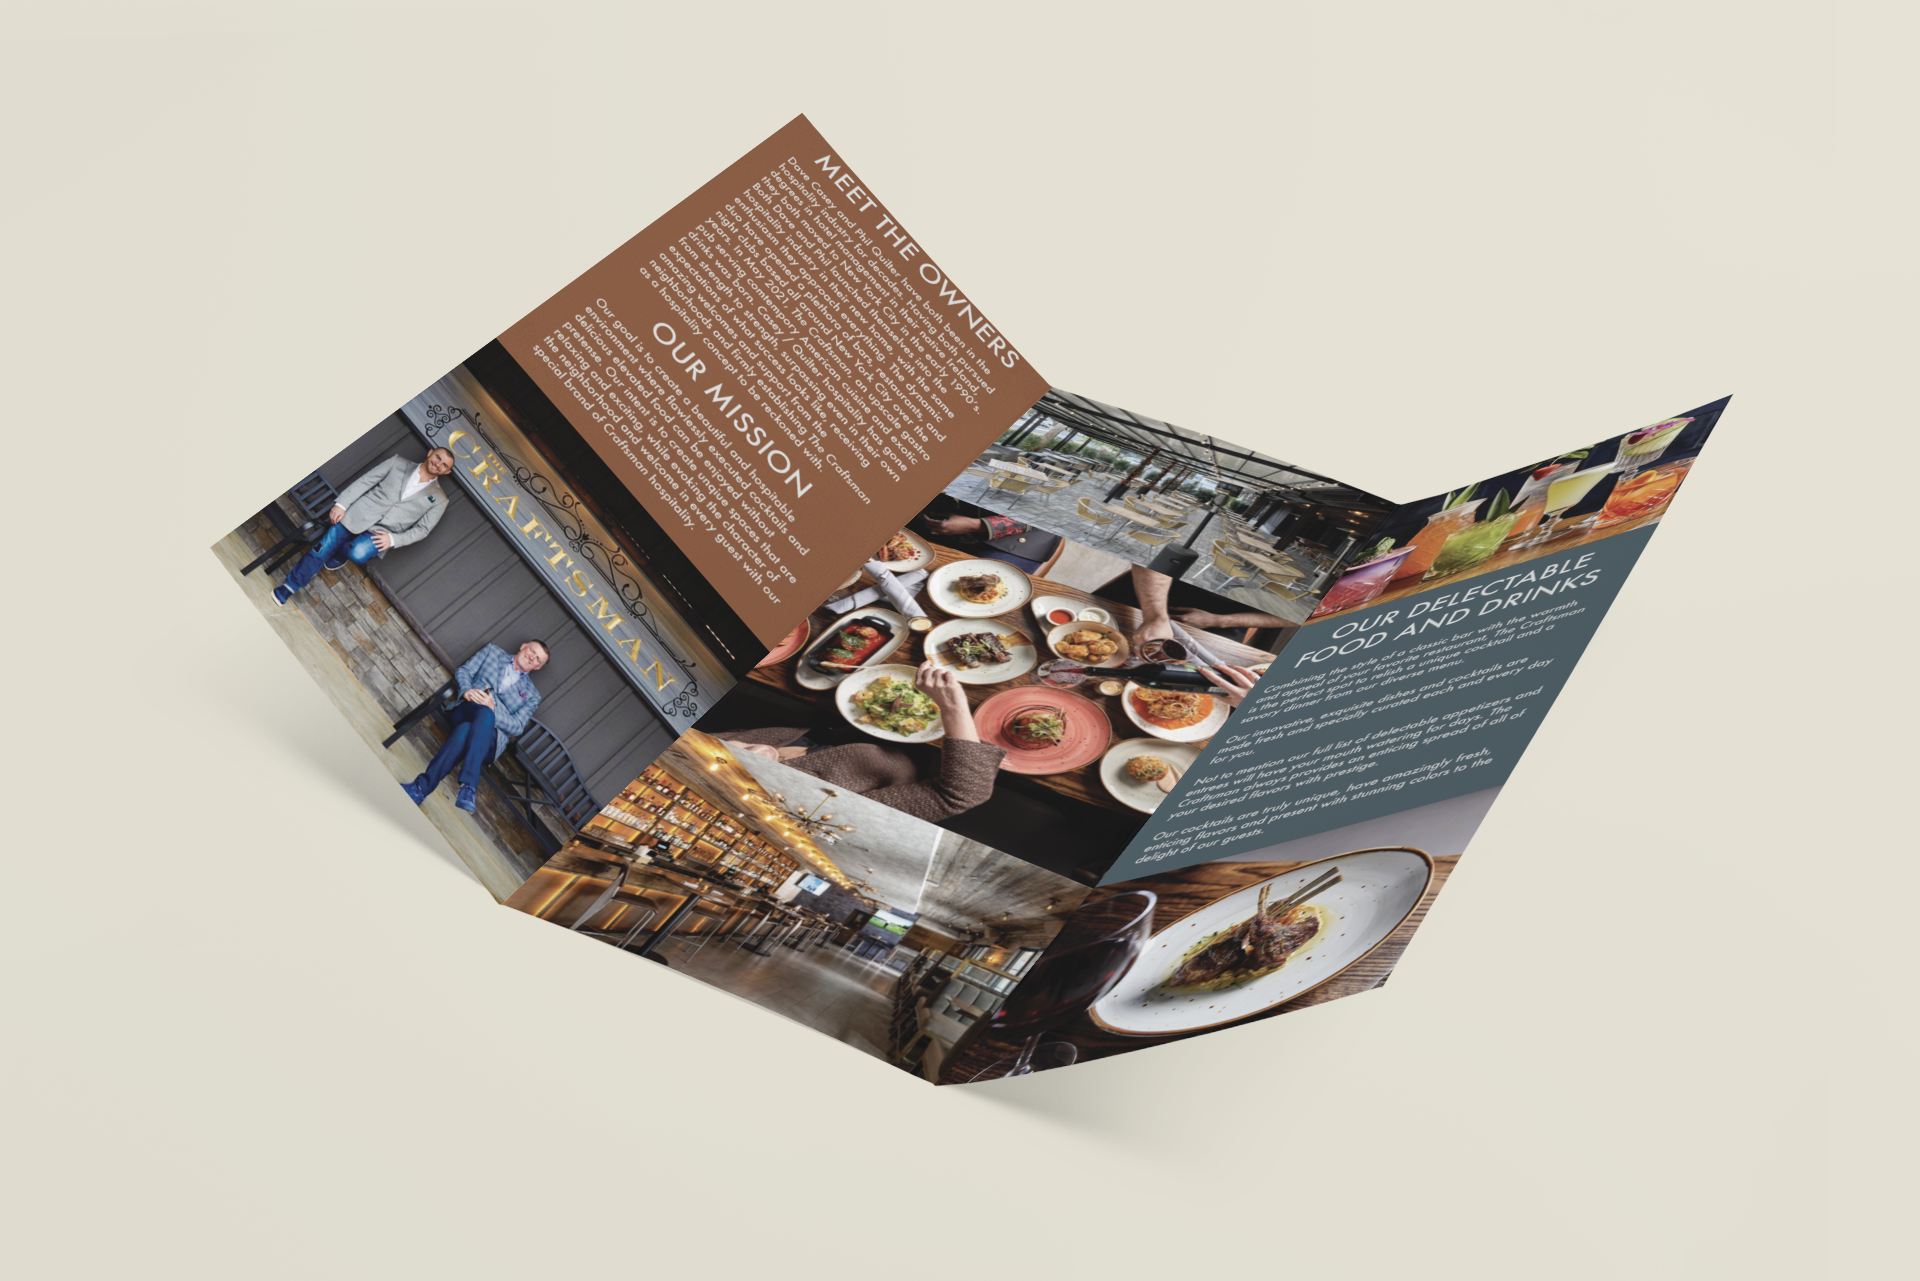 MEET THE OWNERS
Dave Casey and Phil Quilter have both been in the
hospitality industry for decades. Having both pursued
degrees in hotel management in their native Ireland,
they both moved to New York City in the early 1990's.
Both Dave and Phil launched themselves into the
hospitality industry in their new home, with the same
enthusiasm they approach everything. The dynamic
duo have opened a plethora of bars, restaurants, and
night clubs based all around New York City over the
years. In May 2021, The Craftsman, an upscale gastro
pub serving comtempory American cuisine and exotic
drinks was born. Casey / Quilter hospitality has gone
from strength to strength, surpassing even in their own
expectations of what success looks like, receiving
amazing welcomes and support from the
neighborhoods and firmly establishing The Craftsman
as a hospitality concept to be reckoned with.
OUR MISSION
Our goal is to create a beautiful and hospitable
environment where flawlessly executed cocktails and
delicious elevated food can be enjoyed without
pretense. Our intent is to create unique spaces that are
relaxing and exciting, while evoking the character of
the neighborhood and welcome in every guest with our
special brand of Craftsman hospitality.
THE
CRAFTSMAN
OUR DELECTABLE
FOOD AND DRINKS
Combining the style of a classic bar with the warmth
and appeal of your favorite restaurant, The Craftsman
is the perfect spot to relish a unique cocktail and a
savory dinner from our diverse menu.
Our innovative, exquisite dishes and cocktails are
made fresh and specially curated each and every day
for you.
Not to mention our full list of delectable appetizers and
entrees will have your mouth watering for days. The
Craftsman always provides an enticing spread of all of
your desired flavors with prestige.
Our cocktails are truly unique, have amazingly fresh,
enticing flavors and present with stunning colors to the
delight of our guests.